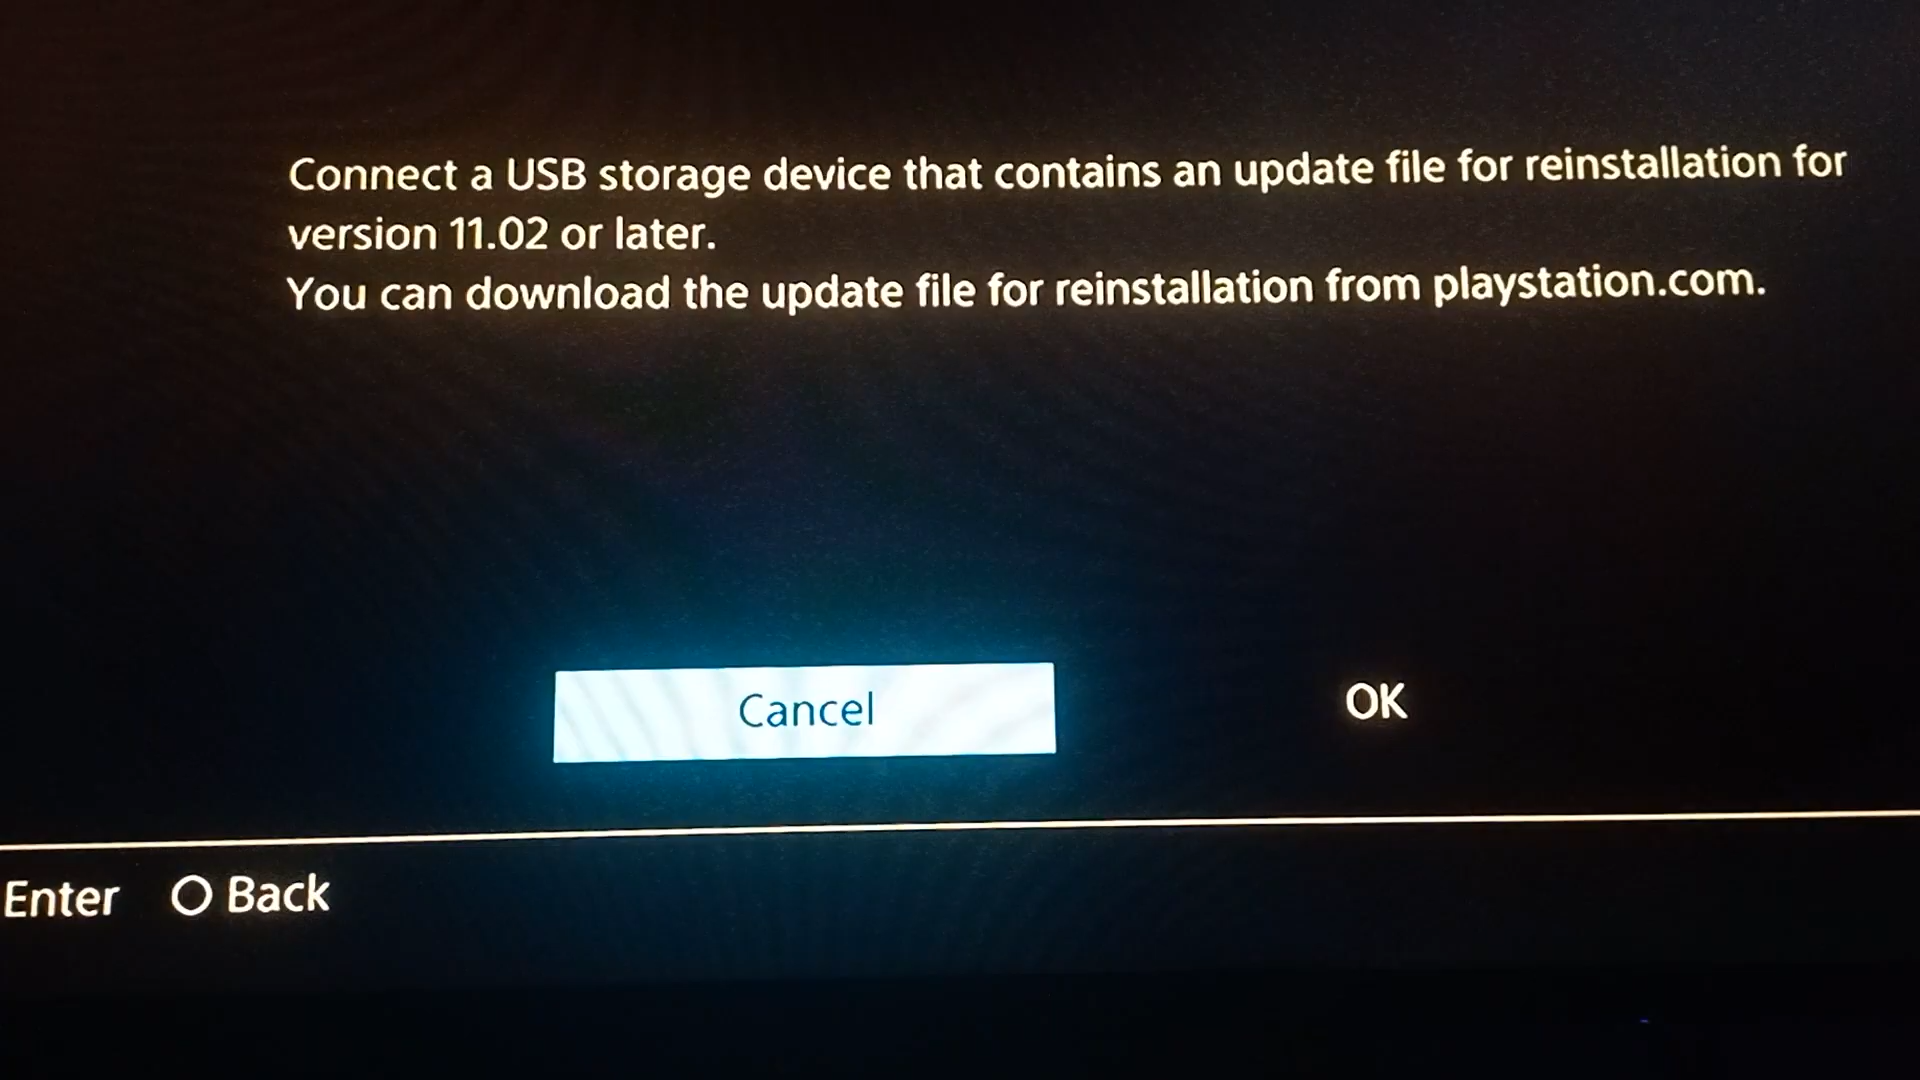 Connect a USB storage device that contains an update file for reinstallation for
version 11.02 or later.
You can download the update file for reinstallation from playstation.com.
Cancel
OK
Enter
Back